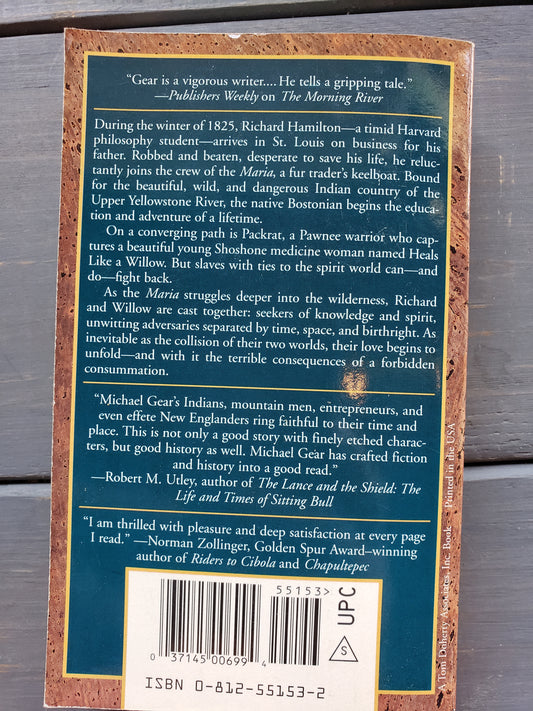 “Gear is a vigorous writer.... He tells a gripping tale.”
—Publishers Weekly on The Morning River
During the winter of 1825, Richard Hamilton—a timid Harvard
philosophy student—arrives in St. Louis on business for his
father. Robbed and beaten, desperate to save his life, he reluc-
tantly joins the crew of the Maria, a fur trader's keelboat. Bound
for the beautiful, wild, and dangerous Indian country of the
Upper Yellowstone River, the native Bostonian begins the educa-
tion and adventure of a lifetime.
On a converging path is Packrat, a Pawnee warrior who cap-
tures a beautiful young Shoshone medicine woman named Heals
Like a Willow. But slaves with ties to the spirit world can—and
do—fight back.
As the Maria struggles deeper into the wilderness, Richard
and Willow are cast together: seekers of knowledge and spirit,
unwitting adversaries separated by time, space, and birthright. As
inevitable as the collision of their two worlds, their love begins to
unfold—and with it the terrible consequences of a forbidden
consummation.
“Michael Gear's Indians, mountain men, entrepreneurs, and
even effete New Englanders ring faithful to their time and
place. This is not only a good story with finely etched charac-
ters, but good history as well. Michael Gear has crafted fiction
and history into a good read.”
—Robert M. Utley, author of The Lance and the Shield: The
Life and Times of Sitting Bull
“I am thrilled with pleasure and deep satisfaction at every page
I read.” —Norman Zollinger, Golden Spur Award–winning
author of Riders to Cibola and Chapultepec
55153>
UPC
S
0 37145 00699 4
ISBN 0-812-55153-2
A Tom Doherty Associates, Inc. Book • Printed in the USA